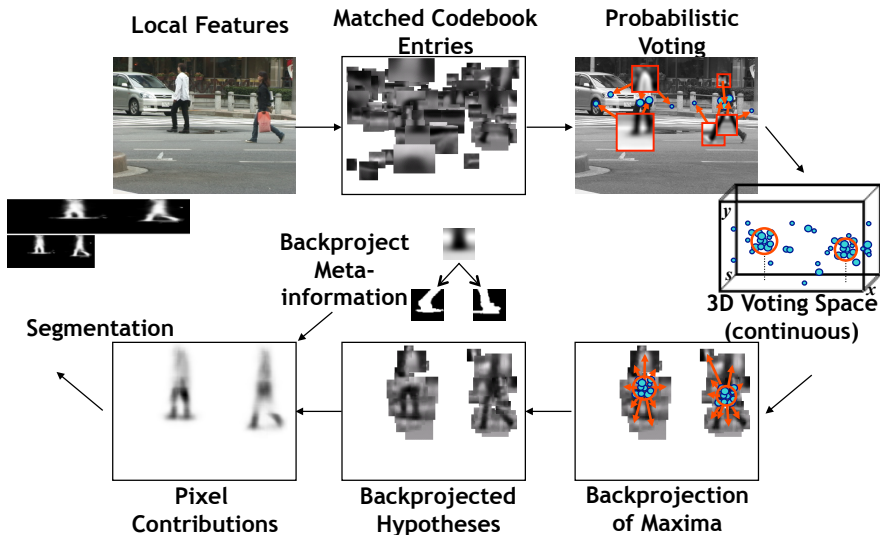 Local Features
Matched Codebook
Entries
Probabilistic
Voting
y
s
x
3D Voting Space
(continuous)
Backproject
Meta-
information
Segmentation
Pixel
Contributions
Backprojected
Hypotheses
Backprojection
of Maxima